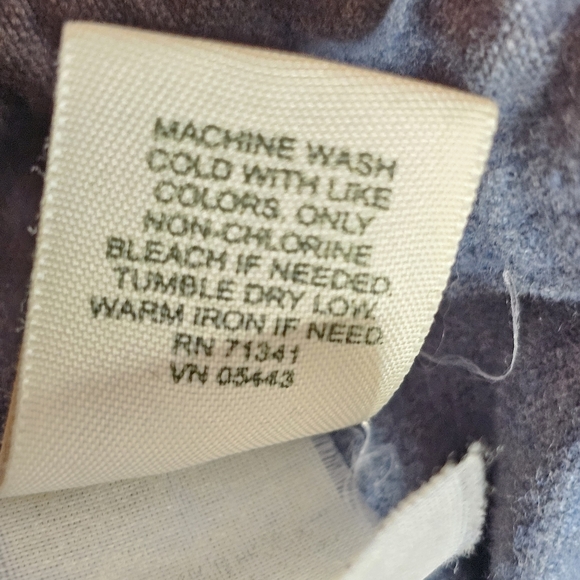 MACHINE WASH
COLD WITH LIKE
COLORS, ONLY
NON-CHLORINE
BLEACH IF NEEDED.
TUMBLE DRY LOW.
WARM IRON IF NEED.
RN 71341
VN 05443